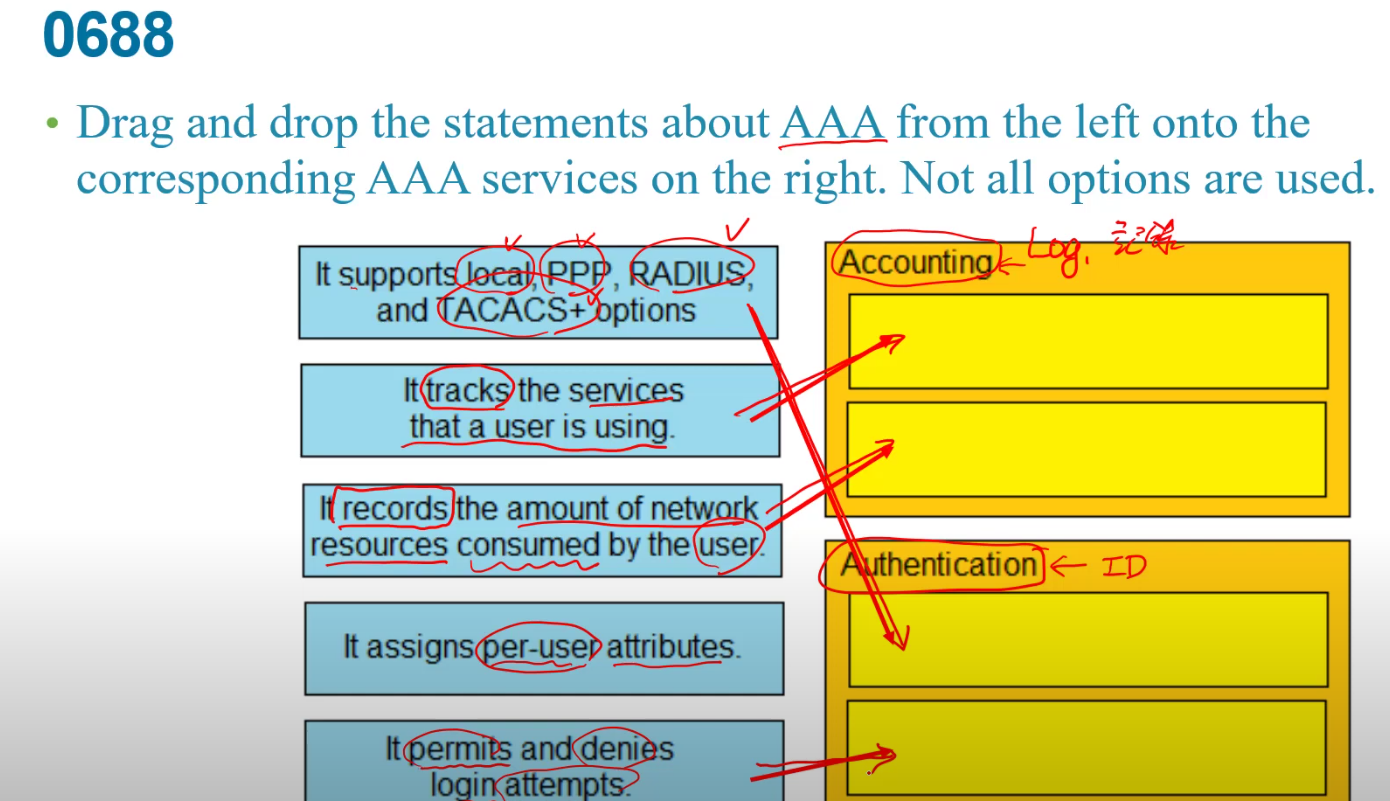 0688
• Drag and drop the statements about AAA from the left onto the
corresponding AAA services on the right. Not all options are used.
It supports local, PPP, RADIUS,
and TACACS+ options
It tracks the services
that a user is using.
It records the amount of network
resources consumed by the user.
It assigns per-user attributes.
It permits and denies
login attempts.
Accounting
Log.
Authentication
ID